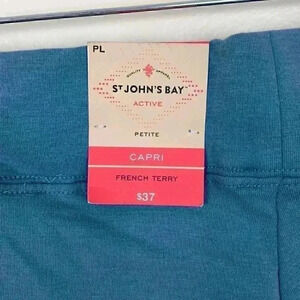 PL
QUALITY APPAREL
ST JOHN'S BAY
ACTIVE
PETITE
CAPRI
FRENCH TERRY
$37